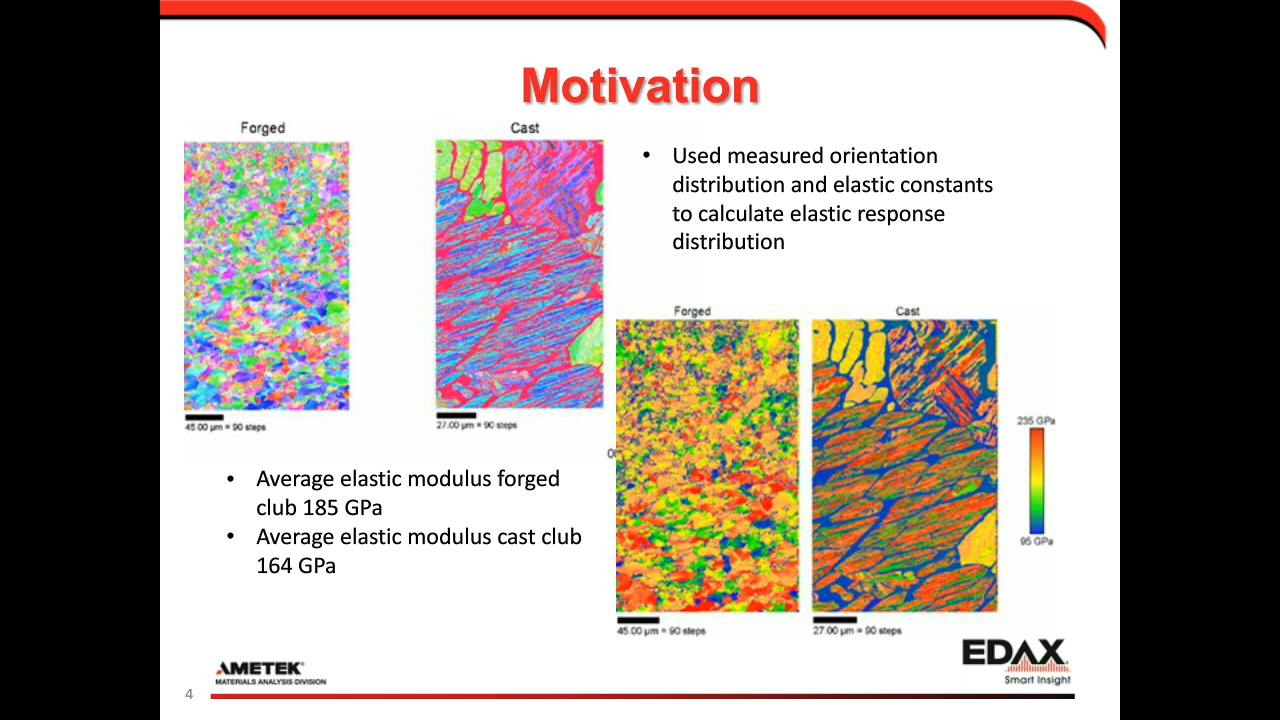 Motivation
Forged
Cast
• Used measured orientation
distribution and elastic constants
to calculate elastic response
distribution
45.00 µm = 90 steps
27.00 µm = 90 steps
Forged
Cast
235 GPa
95 GPa
45.00 µm = 90 steps
27.00 µm = 90 steps
• Average elastic modulus forged
club 185 GPa
• Average elastic modulus cast club
164 GPa
AMETEK®
MATERIALS ANALYSIS DIVISION
EDAX
Smart Insight
4